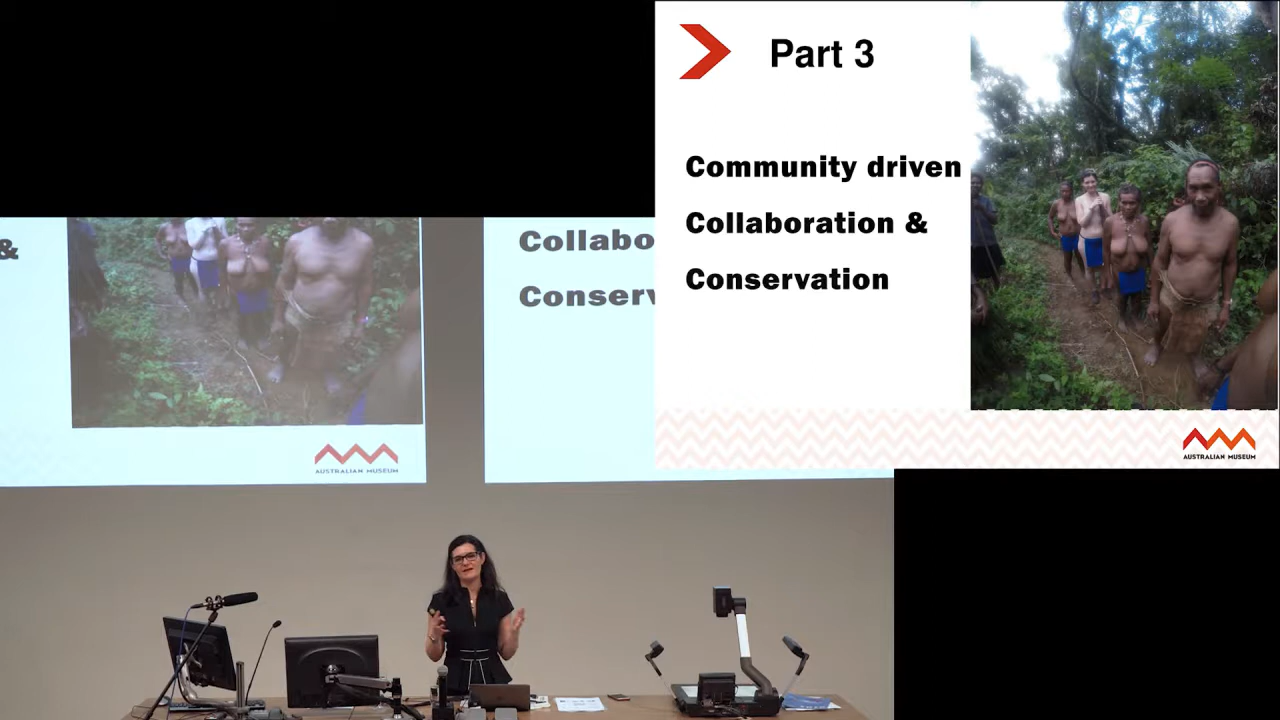 Part 3
Community driven
Collaboration &
Conservation
AUSTRALIAN MUSEUM
&
AUSTRALIAN MUSEUM
Collabo
Conserv